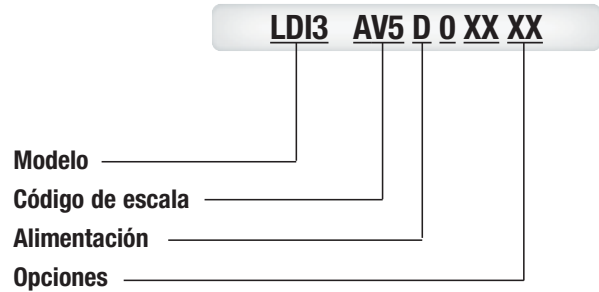 LDI3 AV5 D 0 XX XX
Modelo
Código de escala
Alimentación
Opciones